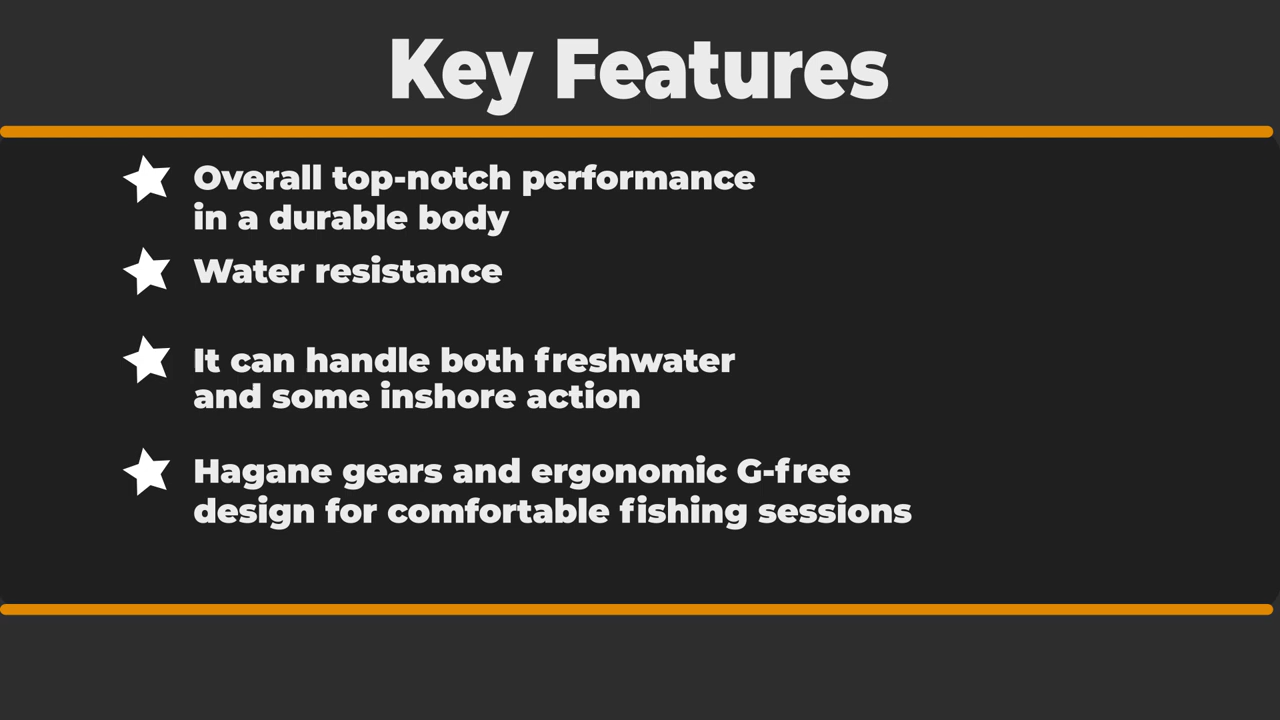 Key Features
Overall top-notch performance
in a durable body
Water resistance
It can handle both freshwater
and some inshore action
Hagane gears and ergonomic G-free
design for comfortable fishing sessions